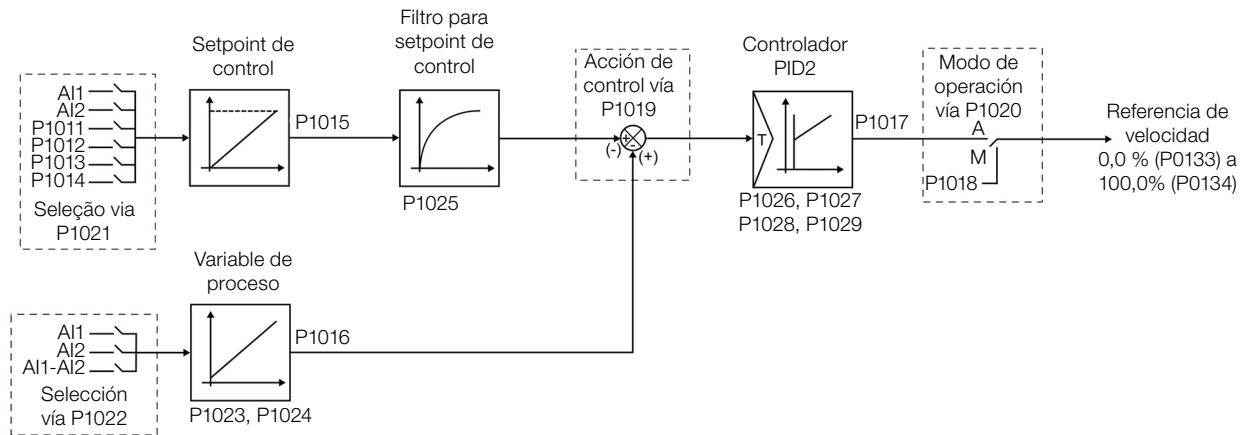 AI1
AI2
P1011
P1012
P1013
P1014
Seleção via
P1021
Setpoint de
control
P1015
Filtro para
setpoint de
control
P1025
Acción de
control vía
P1019
+
-
(-)
(+)
Controlador
PID2
T
P1017
P1026, P1027
P1028, P1029
Modo de
operación
vía P1020
A
M
P1018
Referencia de
velocidad
0,0 % (P0133) a
100,0% (P0134)
Variable de
proceso
AI1
AI2
AI1-AI2
Selección
vía P1022
P1016
P1023, P1024